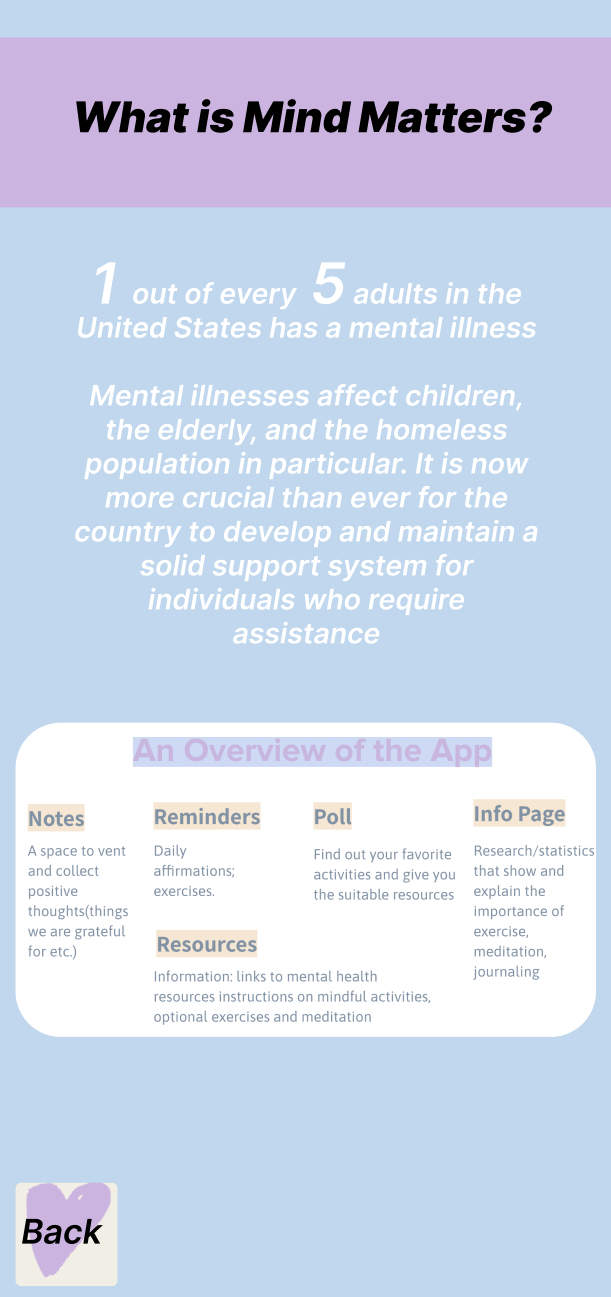 What is Mind Matters?
1 out of every 5 adults in the
United States has a mental illness
Mental illnesses affect children,
the elderly, and the homeless
population in particular. It is now
more crucial than ever for the
country to develop and maintain a
solid support system for
individuals who require
assistance
An Overview of the App
Notes
A space to vent
and collect
positive
thoughts(things
we are grateful
for etc.)
Reminders
Daily
affirmations;
exercises.
Poll
Find out your favorite
activities and give you
the suitable resources
Info Page
Research/statistics
that show and
explain the
importance of
exercise,
meditation,
journaling
Resources
Information: links to mental health
resources instructions on mindful activities,
optional exercises and meditation
Back